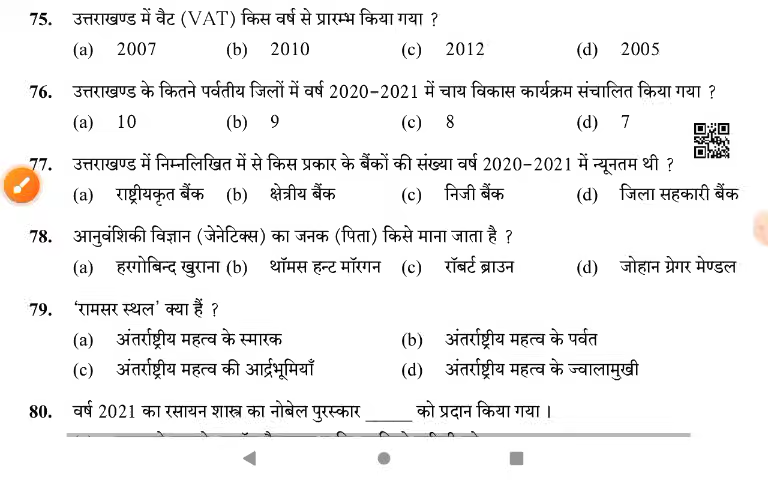 75. उत्तराखण्ड में वैट (VAT) किस वर्ष से प्रारम्भ किया गया ?
(a) 2007 (b) 2010 (c) 2012 (d) 2005
76. उत्तराखण्ड के कितने पर्वतीय जिलों में वर्ष 2020-2021 में चाय विकास कार्यक्रम संचालित किया गया ?
(a) 10 (b) 9 (c) 8 (d) 7
77. उत्तराखण्ड में निम्नलिखित में से किस प्रकार के बैंकों की संख्या वर्ष 2020-2021 में न्यूनतम थी ?
(a) राष्ट्रीयकृत बैंक (b) क्षेत्रीय बैंक (c) निजी बैंक (d) जिला सहकारी बैंक
78. आनुवंशिकी विज्ञान (जेनेटिक्स) का जनक (पिता) किसे माना जाता है ?
(a) हरगोबिन्द खुराना (b) थॉमस हन्ट मॉरगन (c) रॉबर्ट ब्राउन (d) जोहान ग्रेगर मेण्डल
79. ‘रामसर स्थल’ क्या हैं ?
(a) अंतर्राष्ट्रीय महत्व के स्मारक (b) अंतर्राष्ट्रीय महत्व के पर्वत
(c) अंतर्राष्ट्रीय महत्व की आर्द्रभूमियाँ (d) अंतर्राष्ट्रीय महत्व के ज्वालामुखी
80. वर्ष 2021 का रसायन शास्त्र का नोबेल पुरस्कार _____ को प्रदान किया गया ।